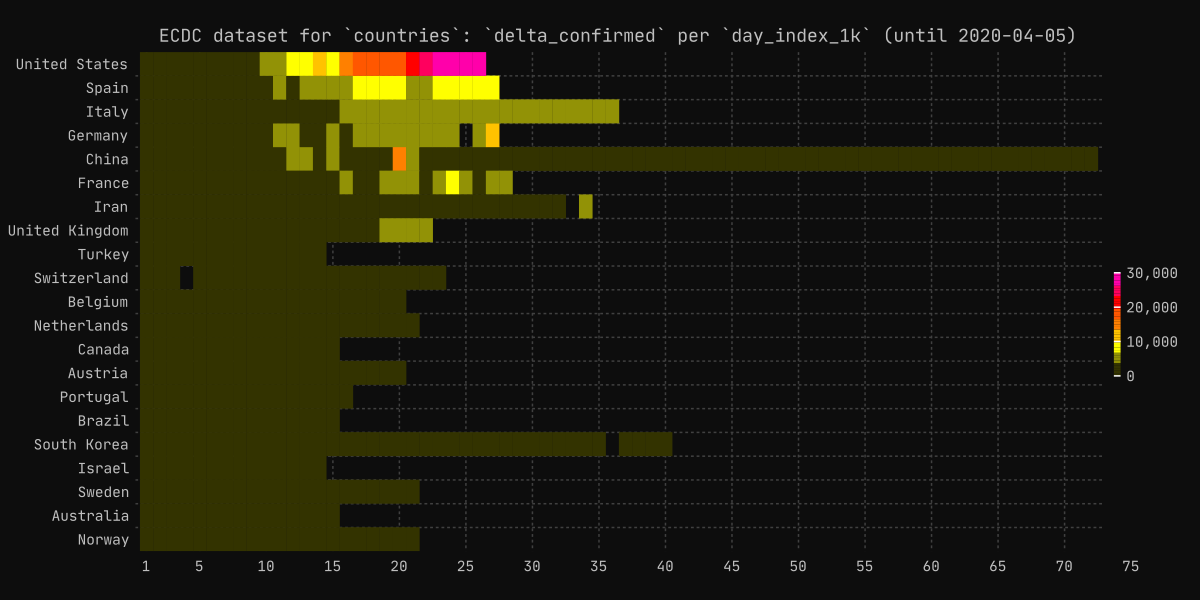 ECDC dataset for `countries`: `delta_confirmed` per `day_index_1k` (until 2020-04-05)
United States
Spain
Italy
Germany
China
France
Iran
United Kingdom
Turkey
Switzerland
Belgium
Netherlands
Canada
Austria
Portugal
Brazil
South Korea
Israel
Sweden
Australia
Norway
1 5 10 15 20 25 30 35 40 45 50 55 60 65 70 75
30,000
20,000
10,000
0